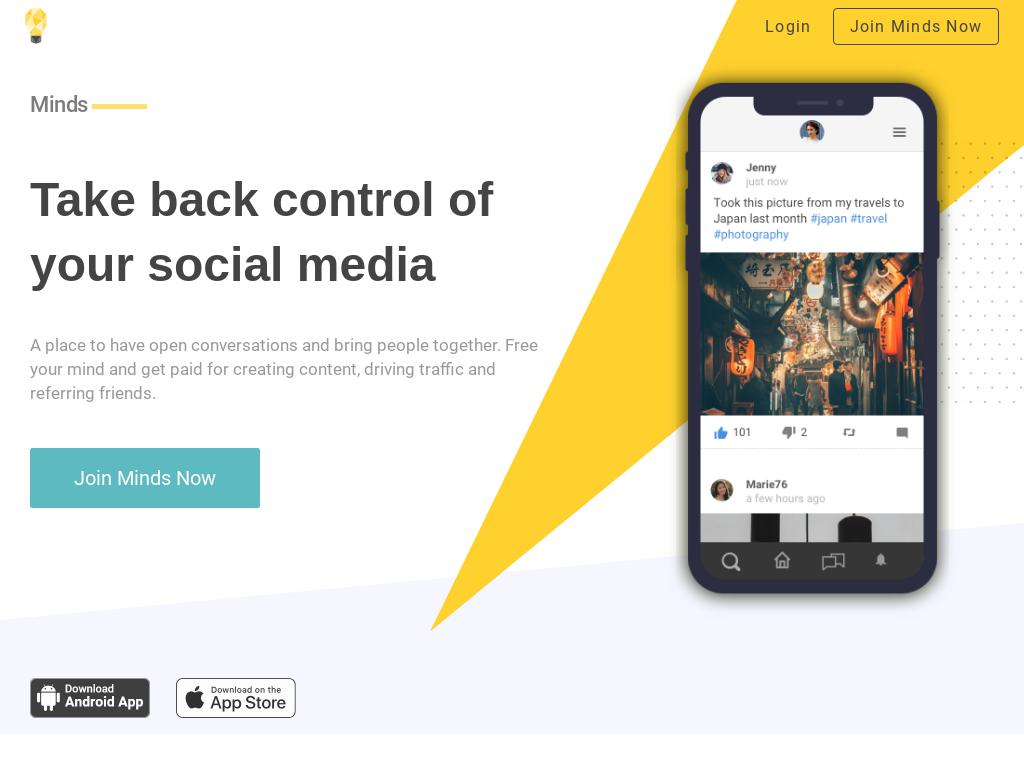 Login
Join Minds Now
Minds
Take back control of
your social media
A place to have open conversations and bring people together. Free
your mind and get paid for creating content, driving traffic and
referring friends.
Join Minds Now
Jenny
just now
Took this picture from my travels to
Japan last month #japan #travel
#photography
101
2
Marie76
a few hours ago
Download
Android App
Download on the
App Store